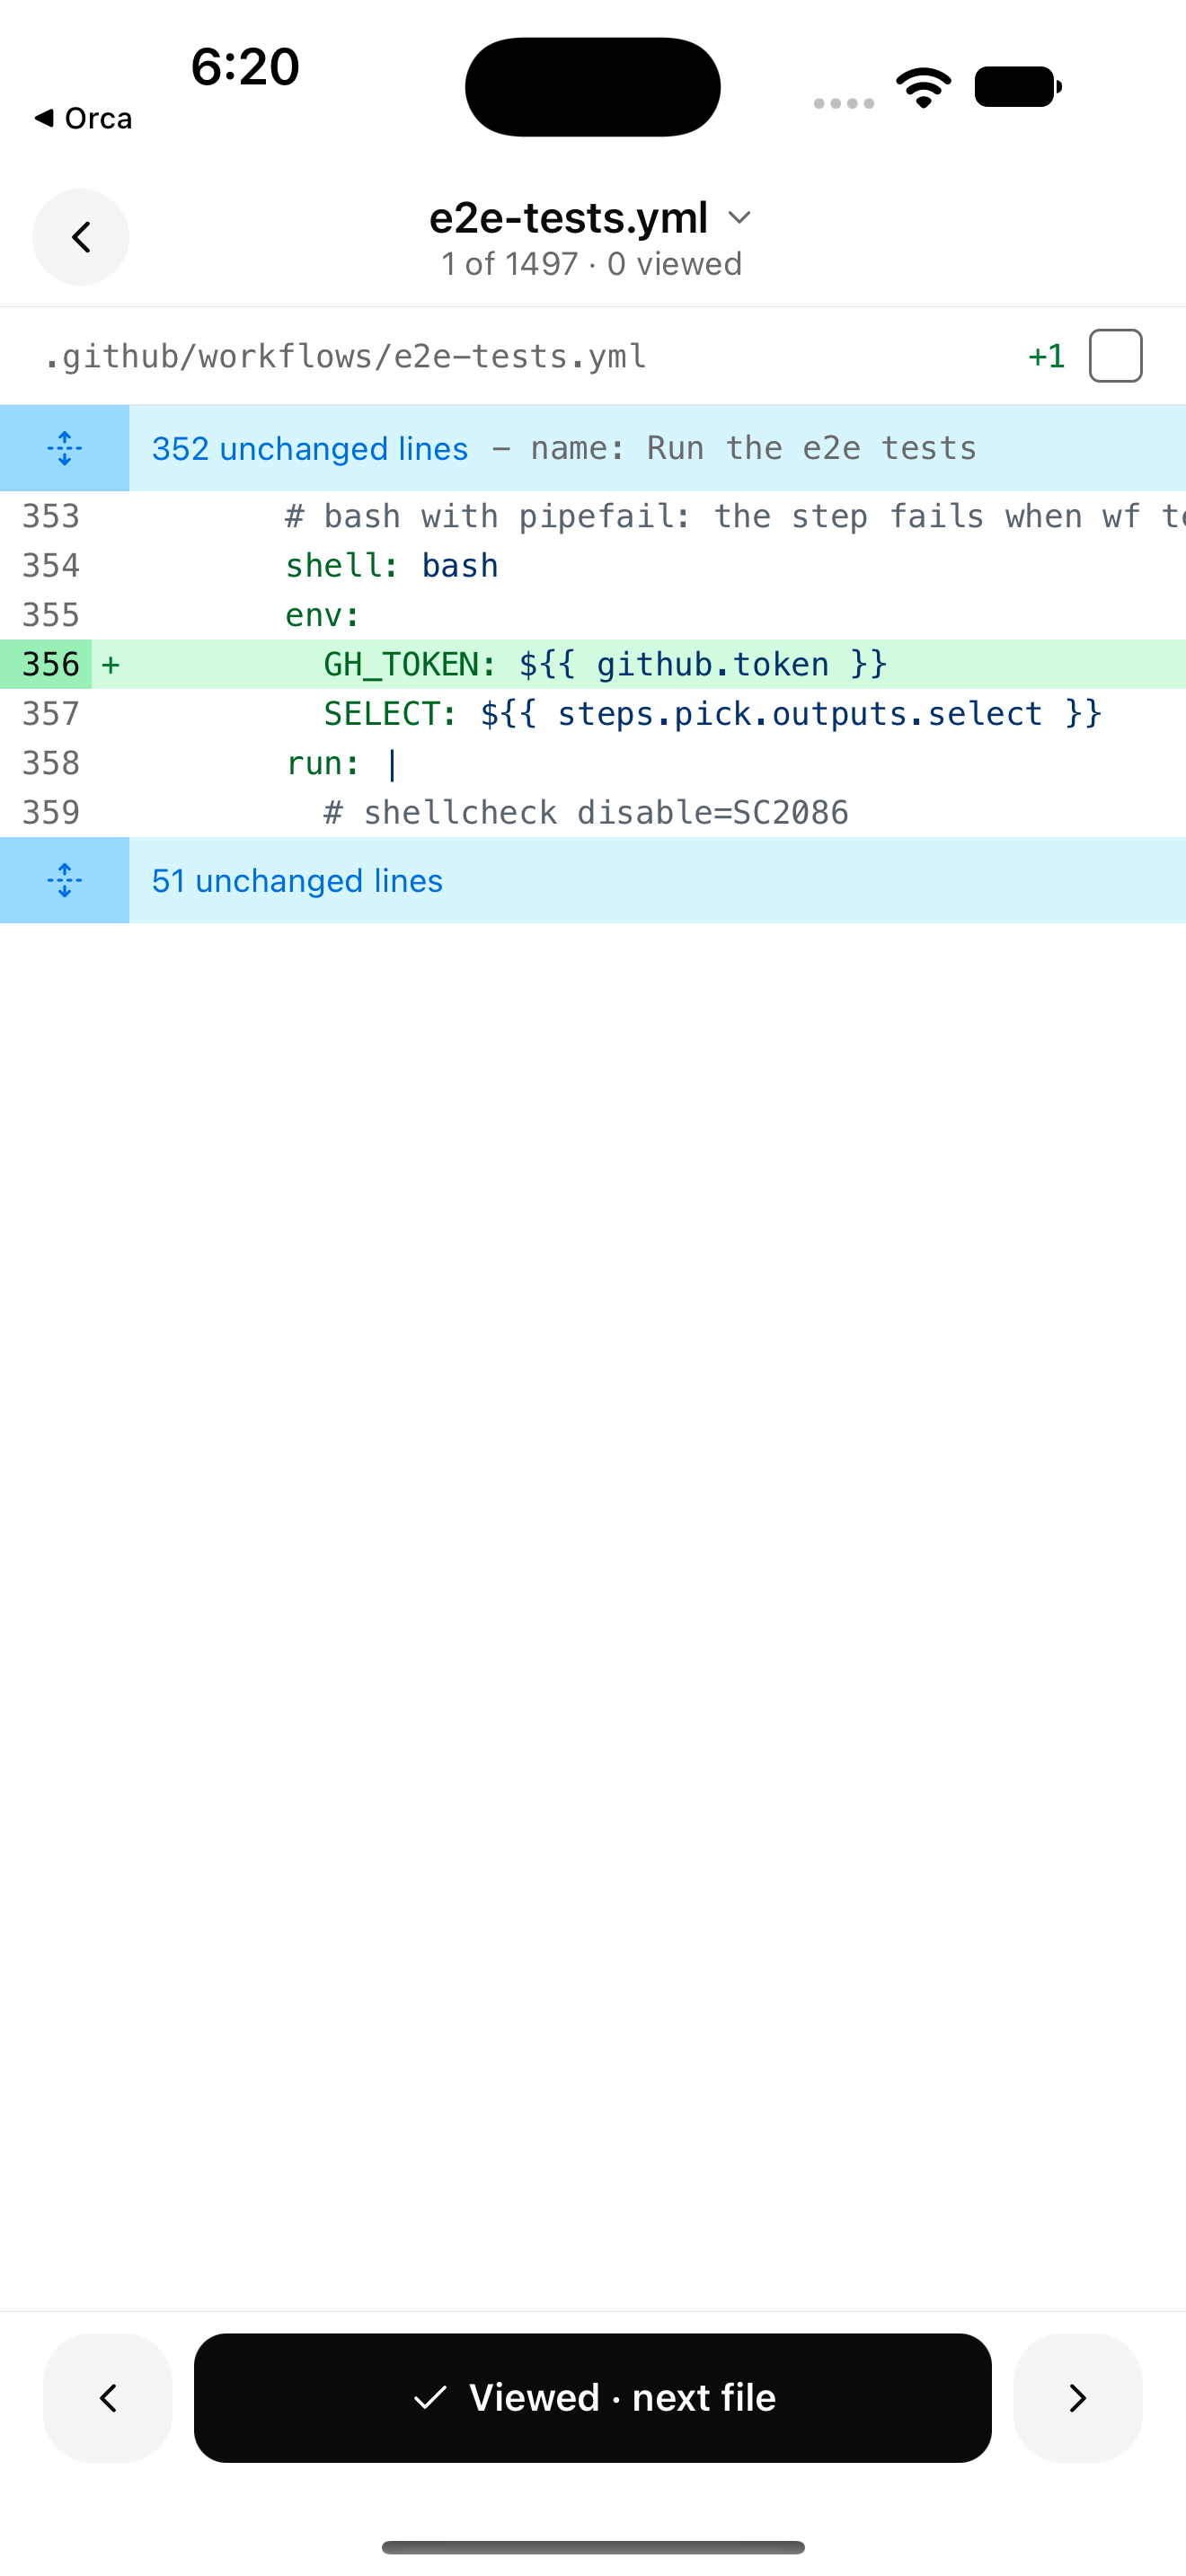 6:20
Orca
e2e-tests.yml
1 of 1497 · 0 viewed
.github/workflows/e2e-tests.yml +1
352 unchanged lines - name: Run the e2e tests
353 # bash with pipefail: the step fails when wf
354 shell: bash
355 env:
356 + GH_TOKEN: ${{ github.token }}
357 SELECT: ${{ steps.pick.outputs.select }}
358 run: |
359 # shellcheck disable=SC2086
51 unchanged lines
Viewed · next file